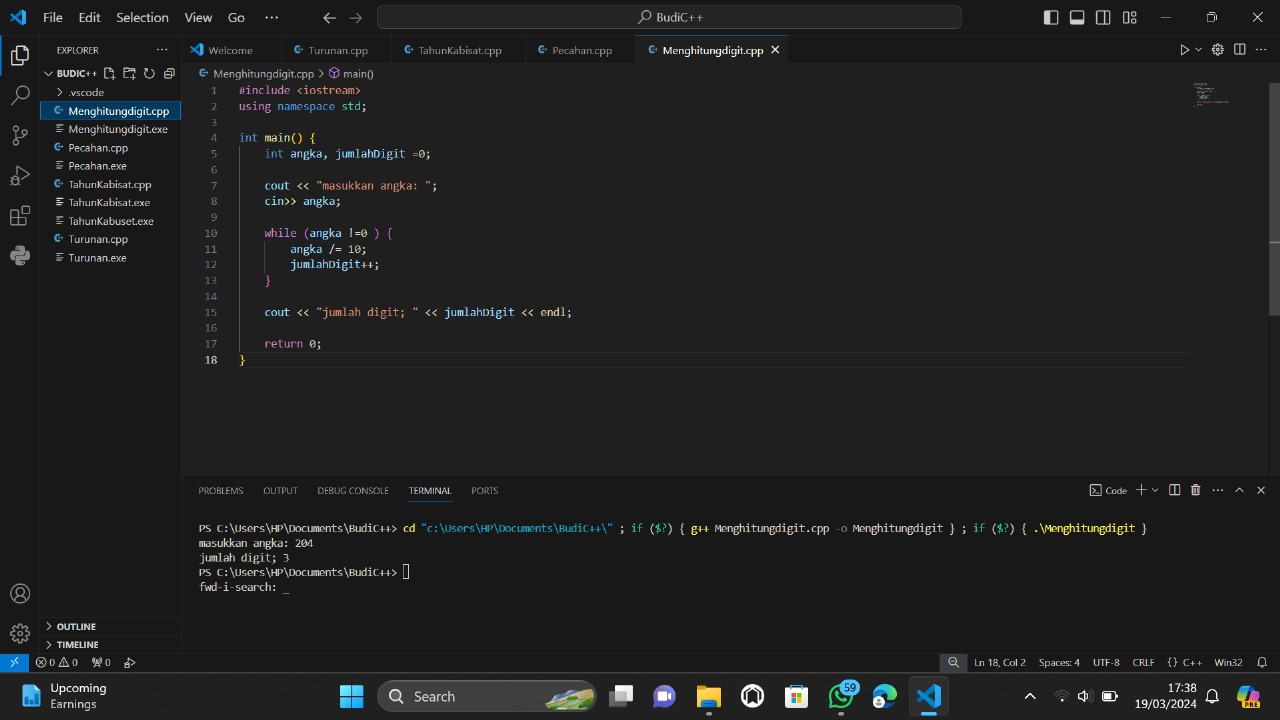 File Edit Selection View Go ··· BudiC++
EXPLORER ···
BUDIC++
.vscode
Menghitungdigit.cpp
Menghitungdigit.exe
Pecahan.cpp
Pecahan.exe
TahunKabisat.cpp
TahunKabisat.exe
TahunKabuset.exe
Turunan.cpp
Turunan.exe
OUTLINE
TIMELINE
Welcome Turunan.cpp TahunKabisat.cpp Pecahan.cpp Menghitungdigit.cpp
Menghitungdigit.cpp > main()
1 #include <iostream>
2 using namespace std;
3
4 int main() {
5 int angka, jumlahDigit =0;
6
7 cout << "masukkan angka: ";
8 cin>> angka;
9
10 while (angka !=0 ) {
11 angka /= 10;
12 jumlahDigit++;
13 }
14
15 cout << "jumlah digit; " << jumlahDigit << endl;
16
17 return 0;
18 }
PROBLEMS OUTPUT DEBUG CONSOLE TERMINAL PORTS Code
PS C:\Users\HP\Documents\BudiC++> cd "c:\Users\HP\Documents\BudiC++\" ; if ($?) { g++ Menghitungdigit.cpp -o Menghitungdigit } ; if ($?) { .\Menghitungdigit }
masukkan angka: 204
jumlah digit; 3
PS C:\Users\HP\Documents\BudiC++>
fwd-i-search: _
0 0 0 Ln 18, Col 2 Spaces: 4 UTF-8 CRLF {} C++ Win32
Upcoming
Earnings
Search
59
17:38
19/03/2024
PRE